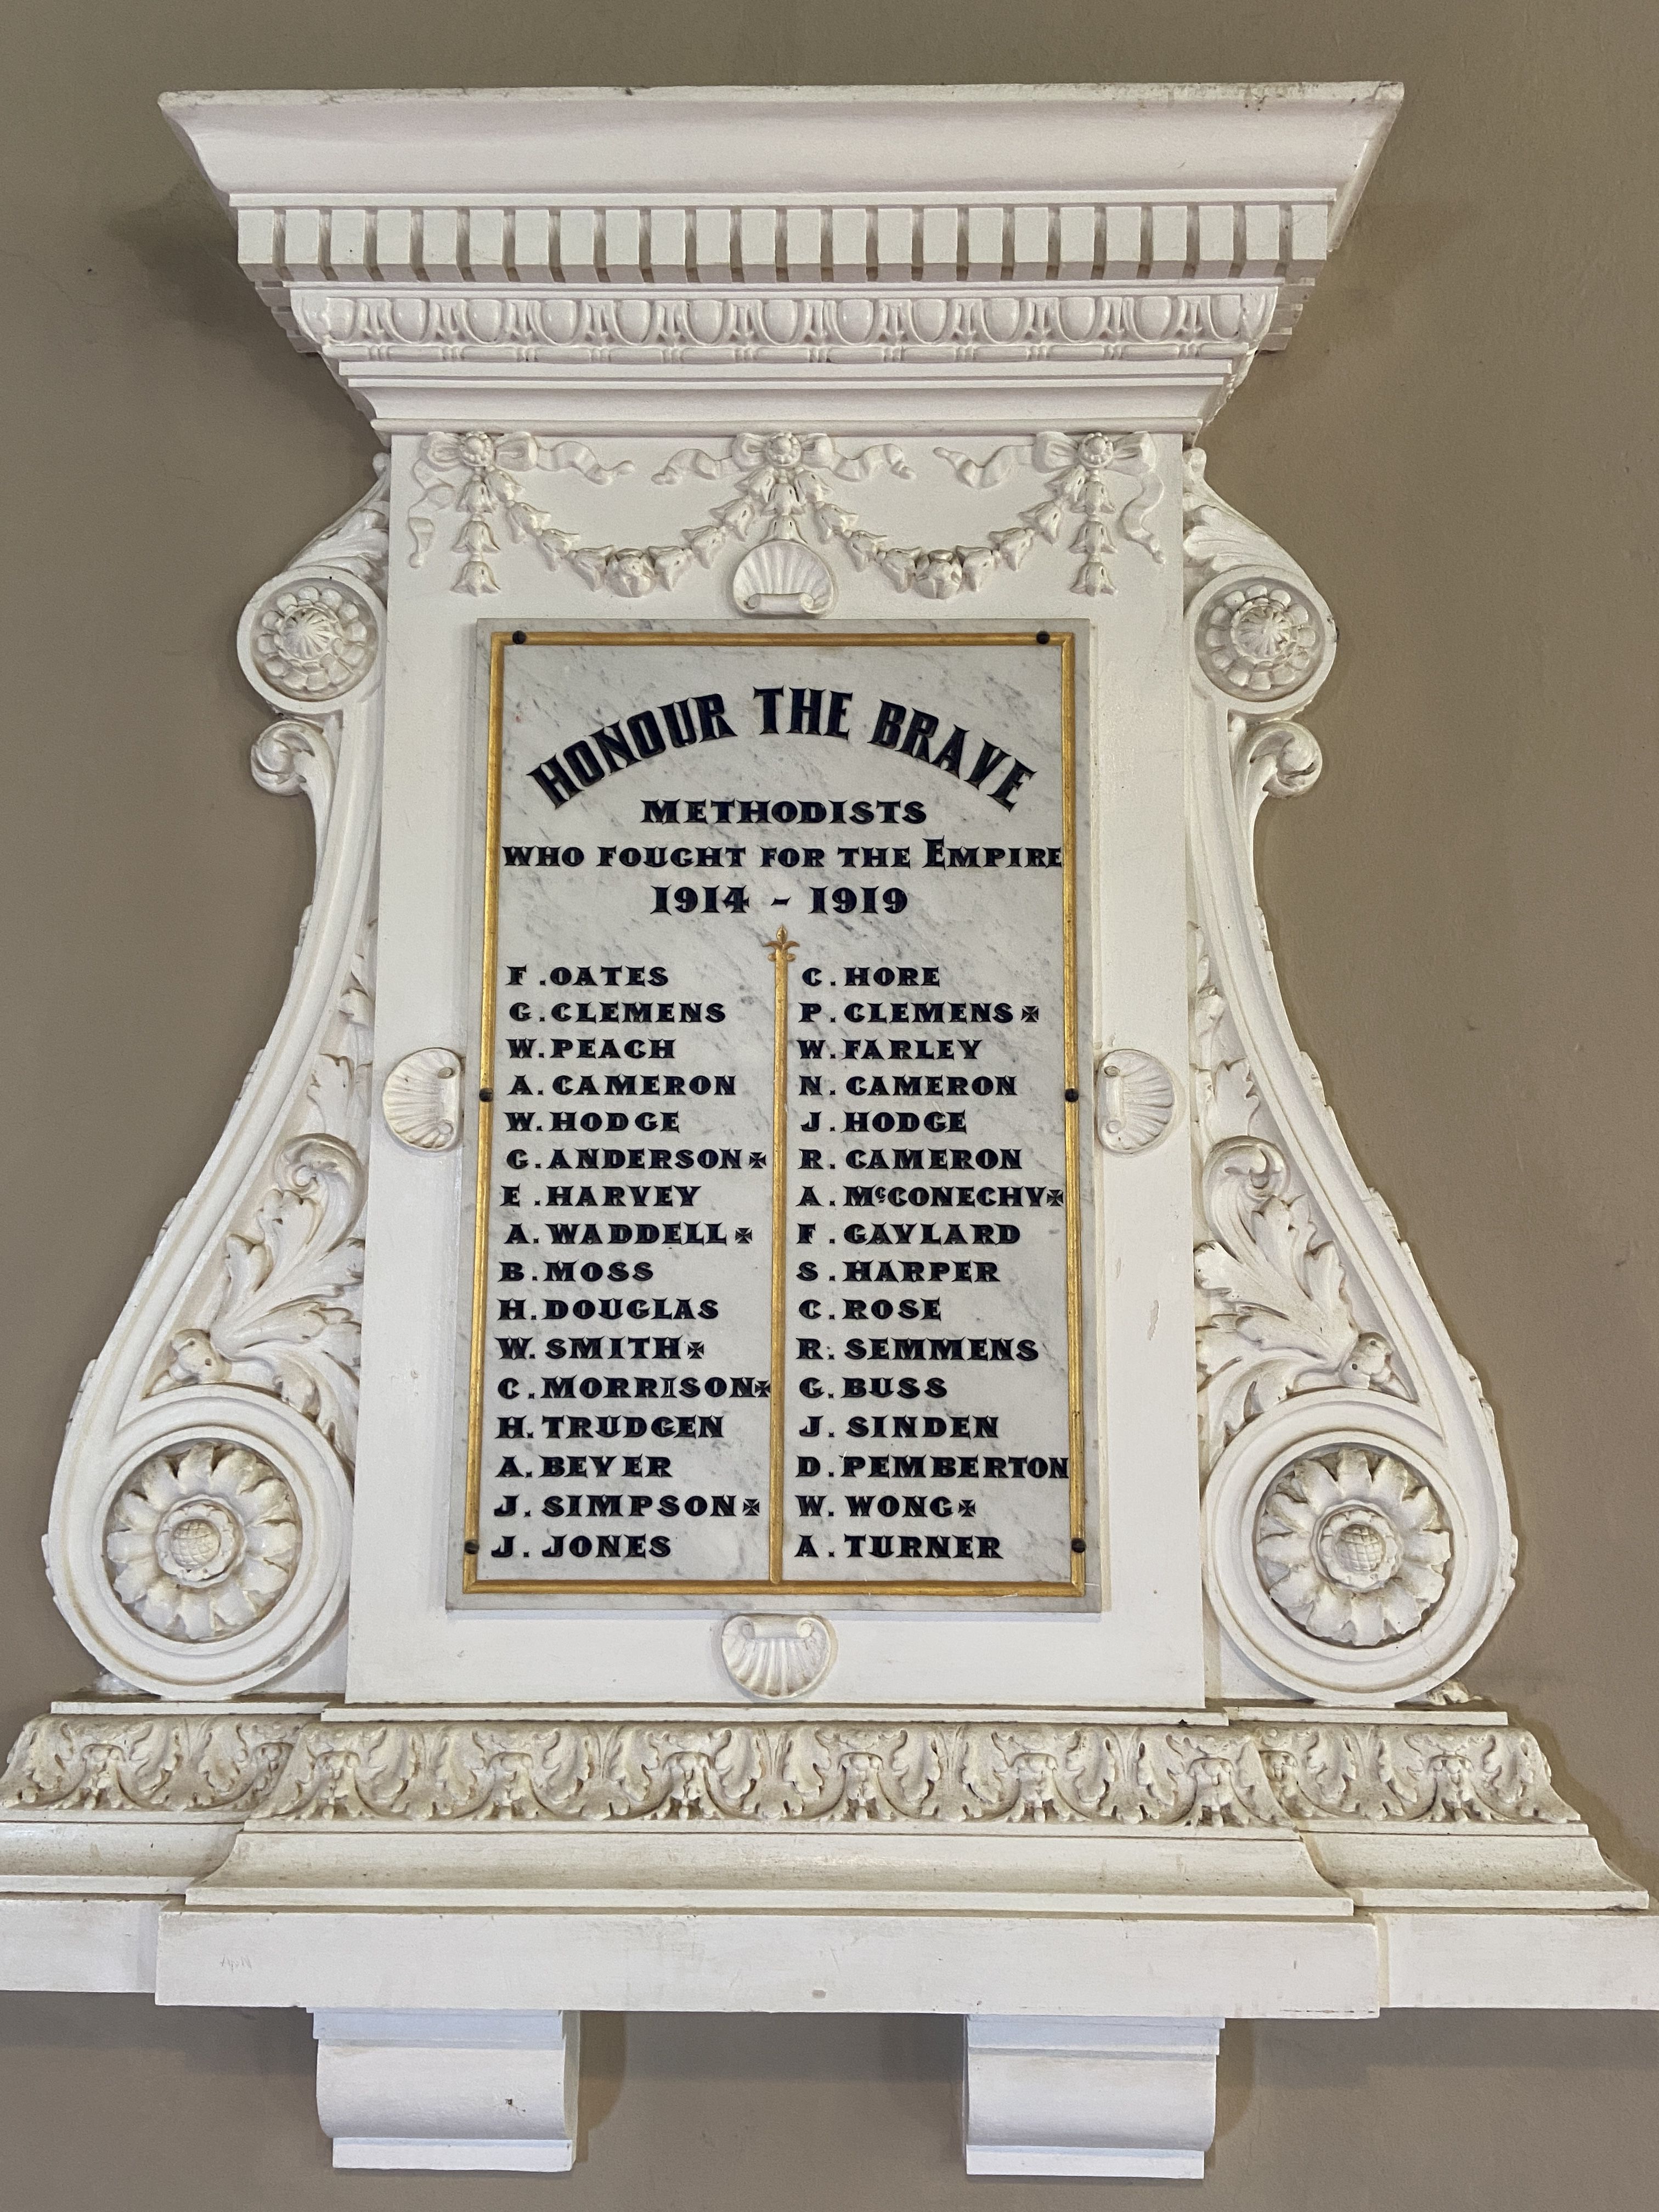 HONOUR THE BRAVE
METHODISTS
WHO FOUGHT FOR THE EMPIRE
1914 - 1919
F. OATES
G. CLEMENS
W. PEACH
A. CAMERON
W. HODGE
G. ANDERSON ✠
E. HARVEY
A. WADDELL ✠
B. MOSS
H. DOUGLAS
W. SMITH ✠
C. MORRISON ✠
H. TRUDGEN
A. BEYER
J. SIMPSON ✠
J. JONES
C. HORE
P. CLEMENS ✠
W. FARLEY
N. CAMERON
J. HODGE
R. CAMERON
A. McCONECHY ✠
F. GAYLARD
S. HARPER
C. ROSE
R. SEMMENS
G. BUSS
J. SINDEN
D. PEMBERTON
W. WONG ✠
A. TURNER